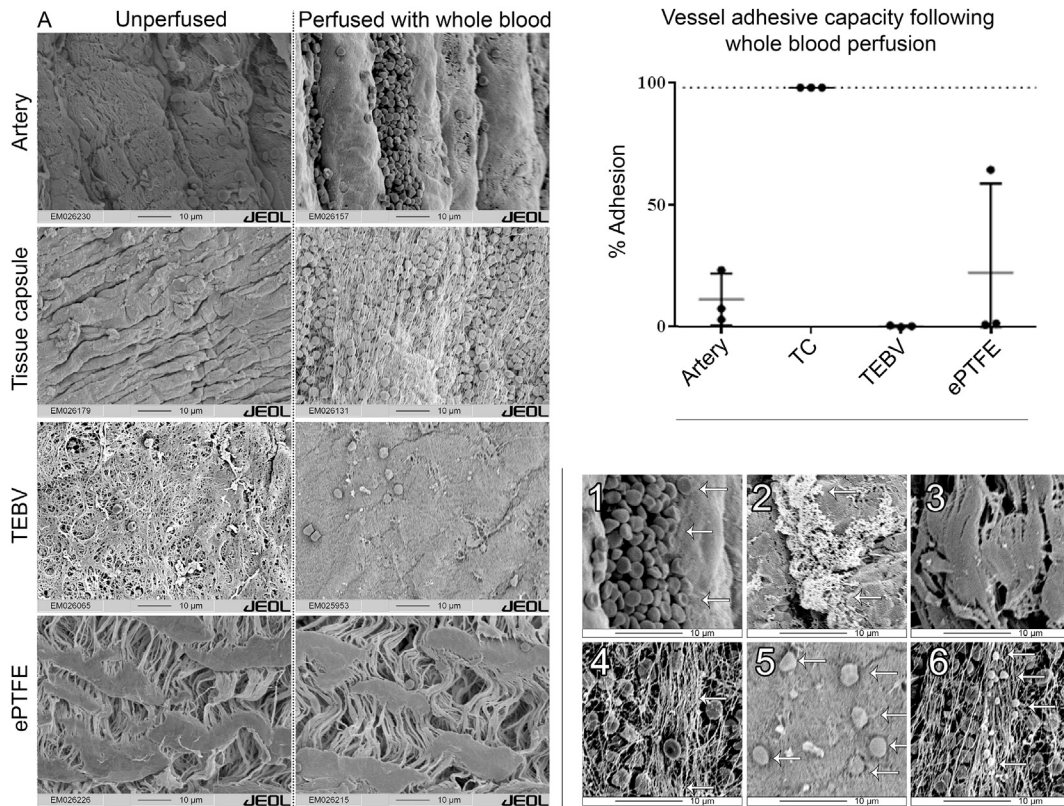 A
Unperfused
Perfused with whole blood
Artery
EM026230 10 µm JEOL
EM026157 10 µm JEOL
Tissue capsule
EM026179 10 µm JEOL
EM026131 10 µm JEOL
TEBV
EM026065 10 µm JEOL
EM025953 10 µm JEOL
ePTFE
EM026226 10 µm JEOL
EM026215 10 µm JEOL
Vessel adhesive capacity following
whole blood perfusion
% Adhesion
100
50
0
Artery
TC
TEBV
ePTFE
1
10 µm
2
10 µm
3
10 µm
4
10 µm
5
10 µm
6
10 µm